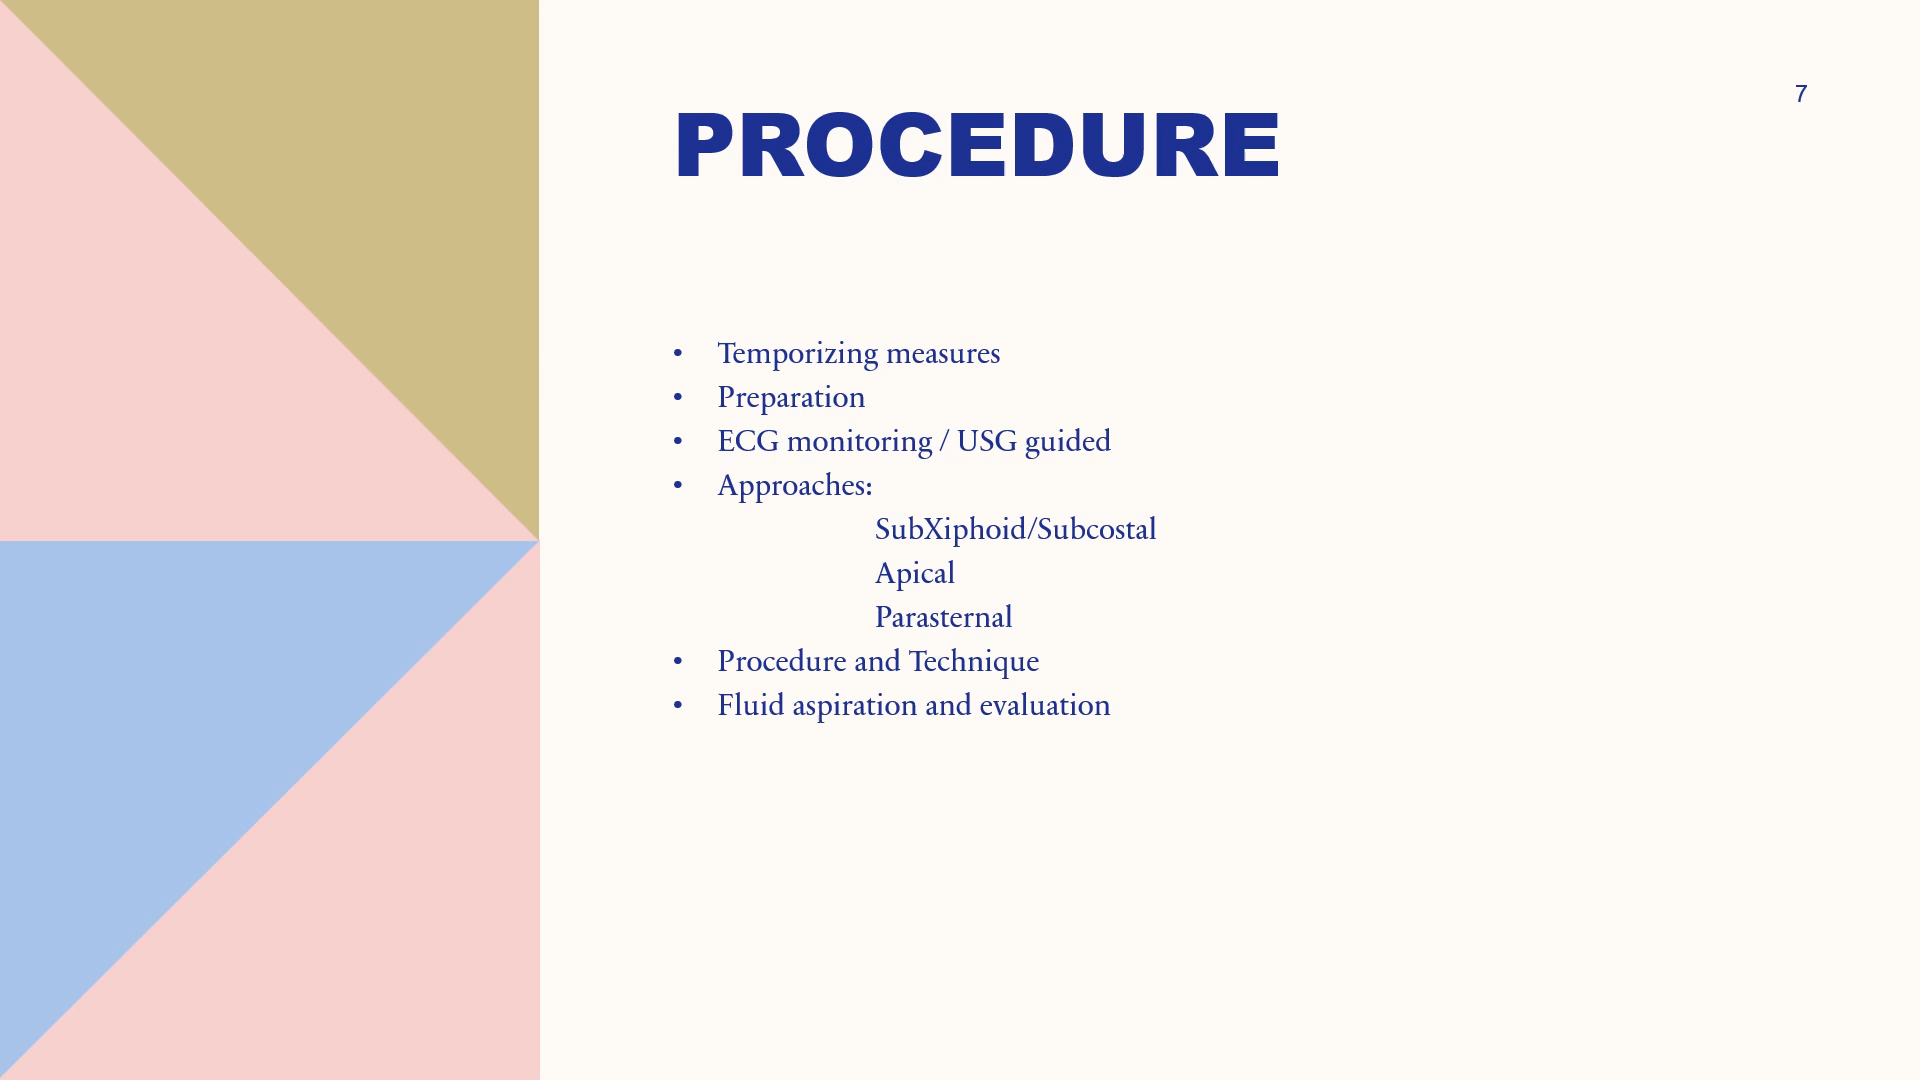 7
PROCEDURE
• Temporizing measures
• Preparation
• ECG monitoring / USG guided
• Approaches:
SubXiphoid/Subcostal
Apical
Parasternal
• Procedure and Technique
• Fluid aspiration and evaluation